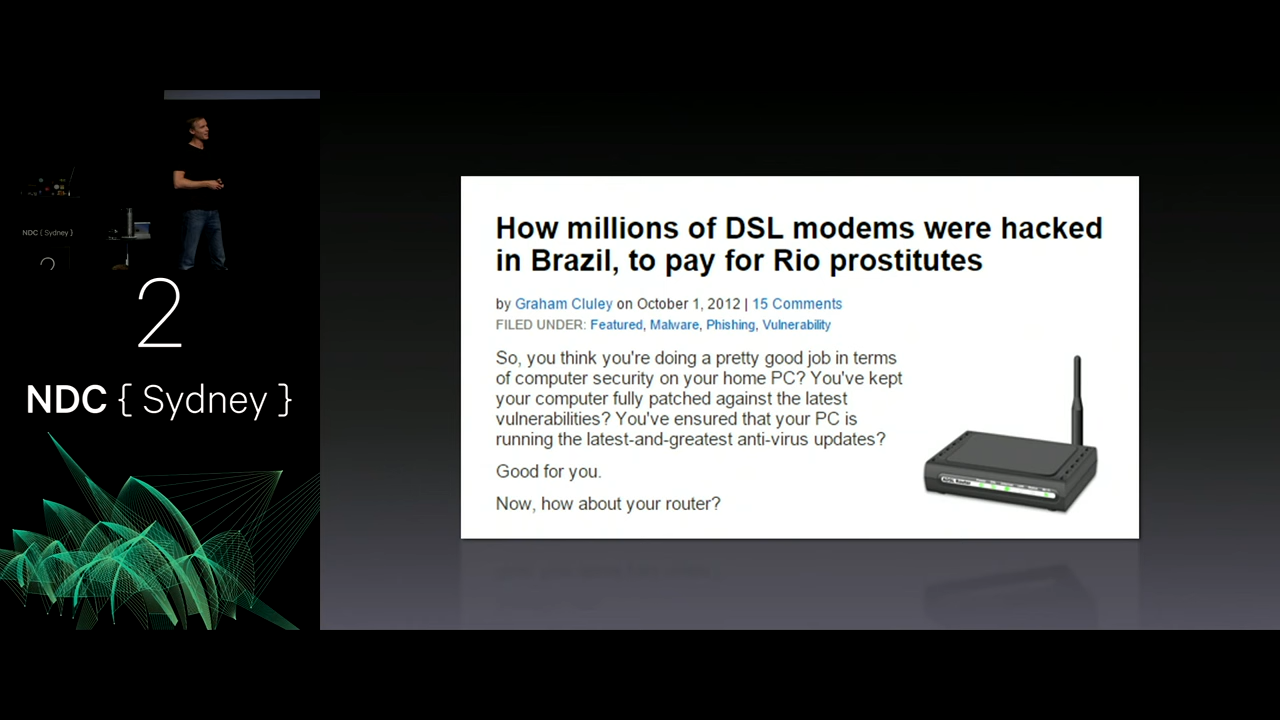 NDC { Sydney }
2
2
NDC { Sydney }
How millions of DSL modems were hacked
in Brazil, to pay for Rio prostitutes
by Graham Cluley on October 1, 2012 | 15 Comments
FILED UNDER: Featured, Malware, Phishing, Vulnerability
So, you think you're doing a pretty good job in terms
of computer security on your home PC? You've kept
your computer fully patched against the latest
vulnerabilities? You've ensured that your PC is
running the latest-and-greatest anti-virus updates?
Good for you.
Now, how about your router?